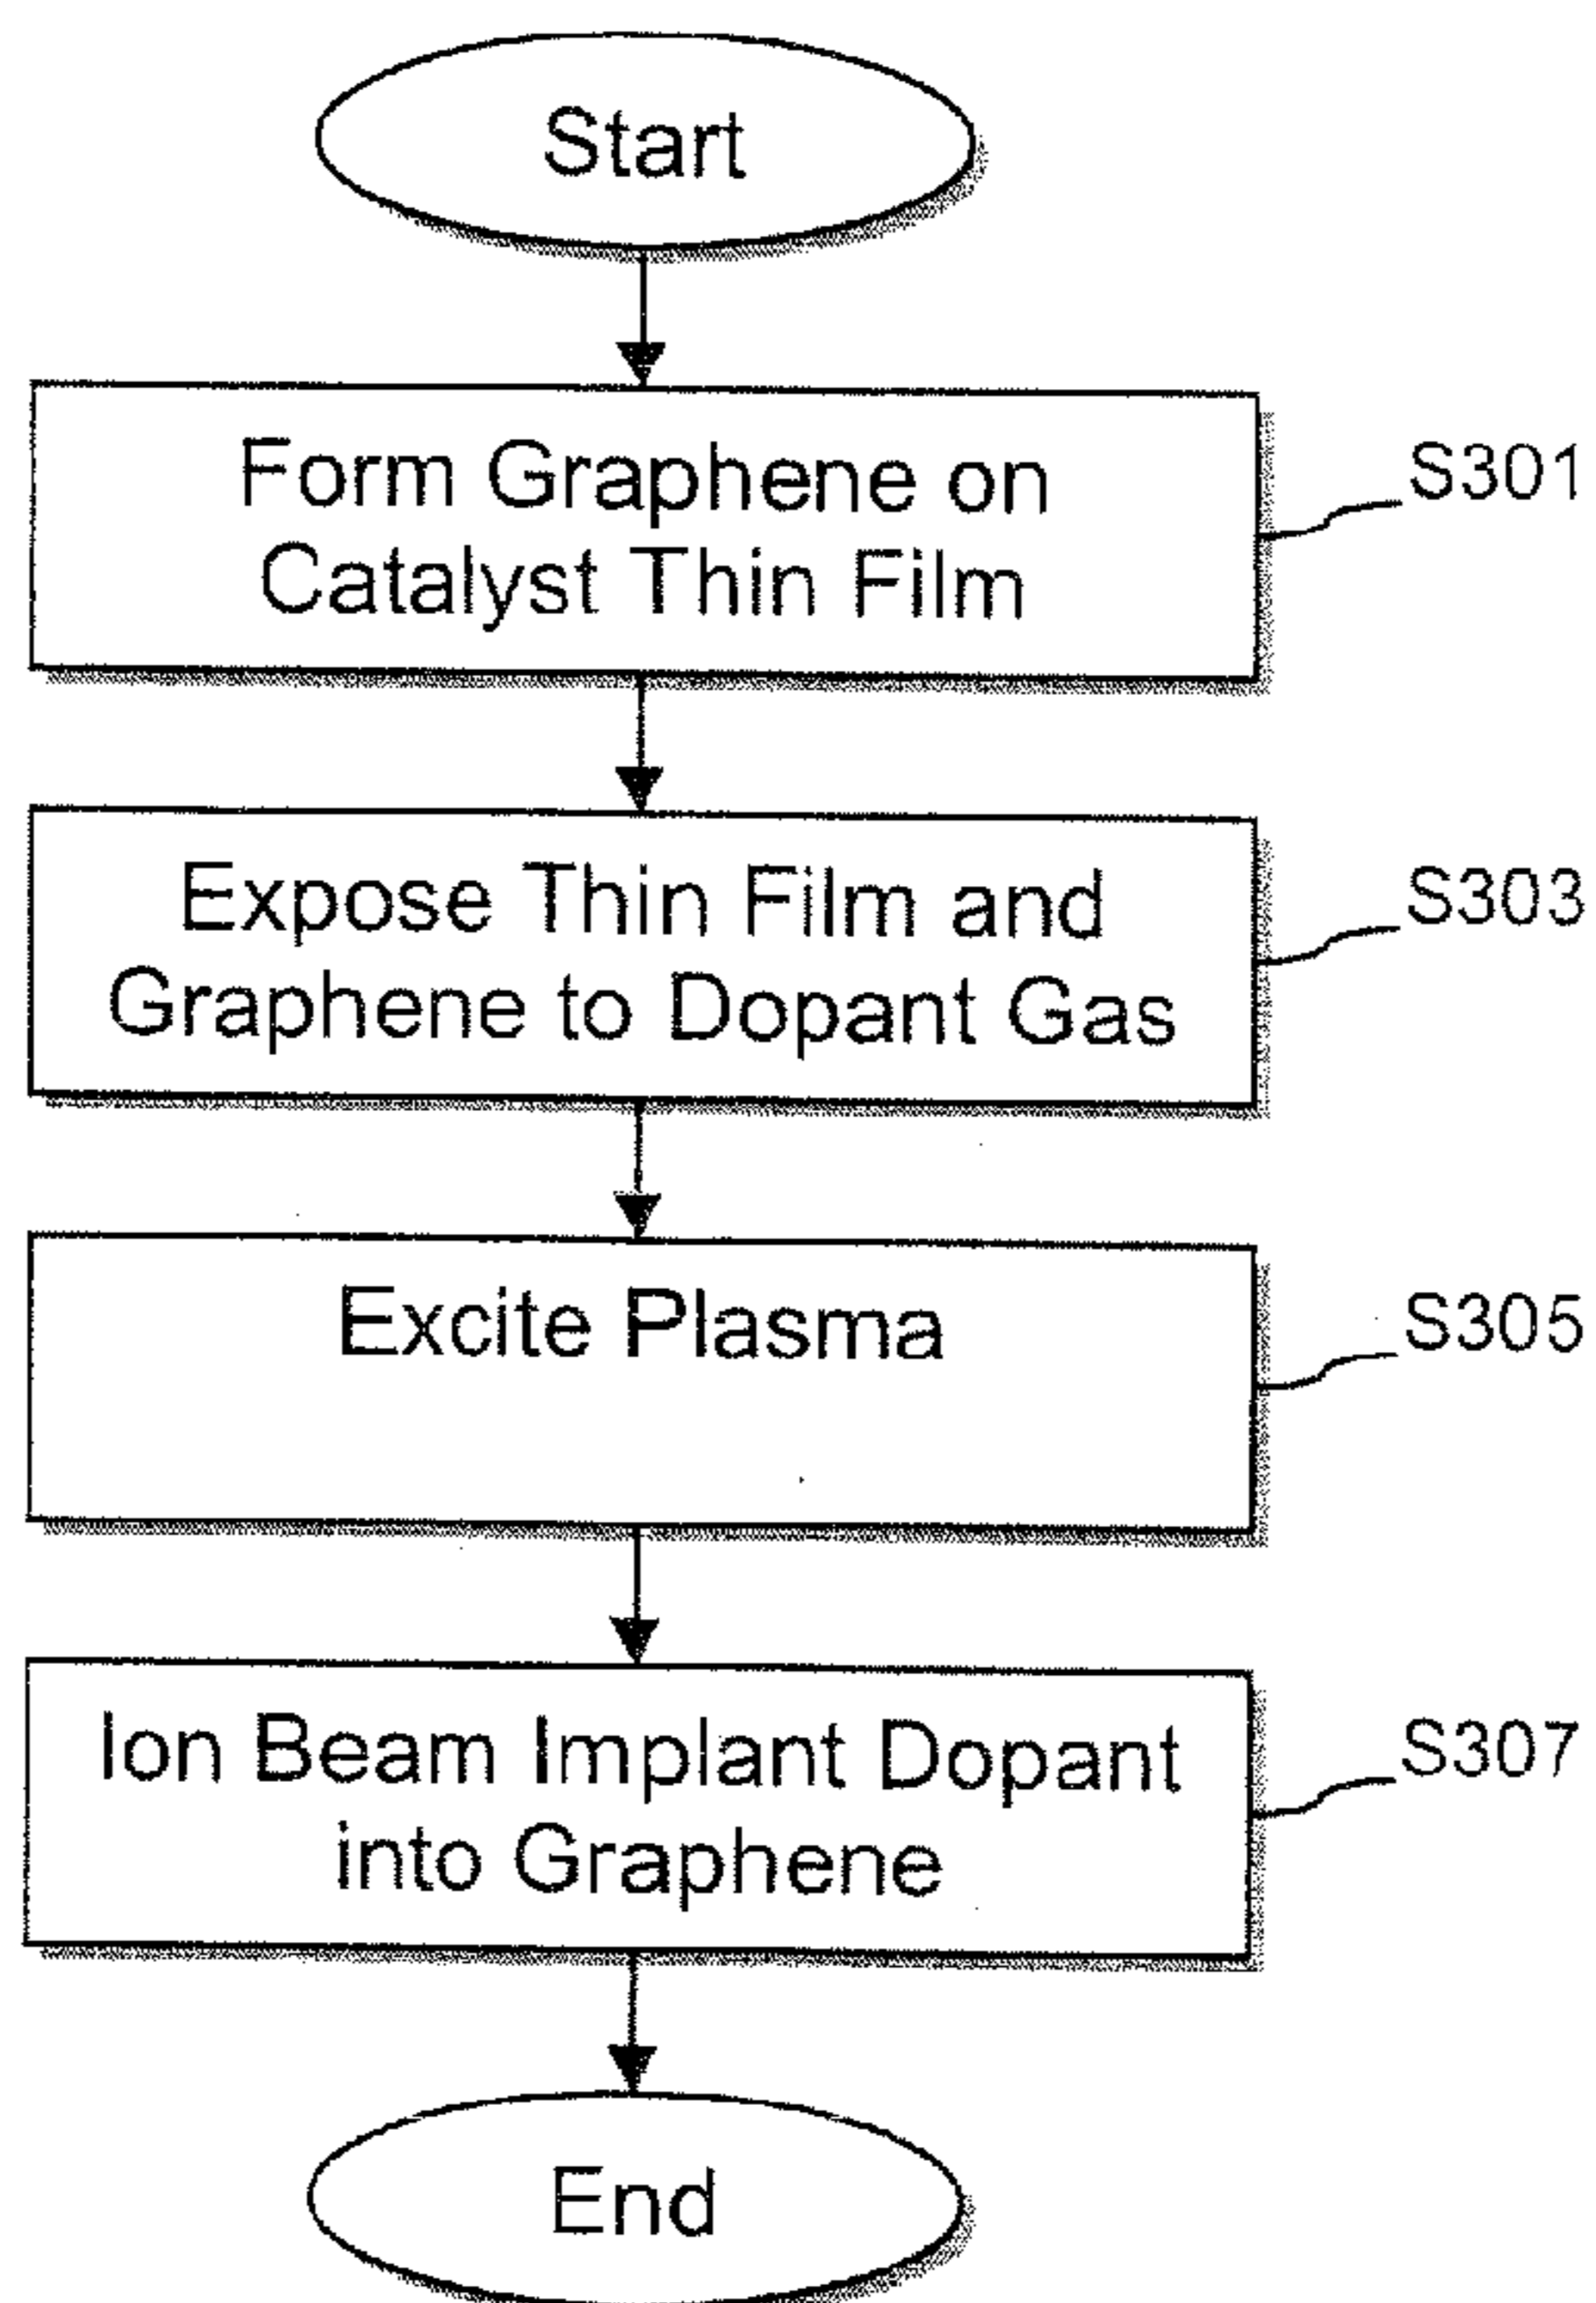 Start
Form Graphene on
Catalyst Thin Film
S301
Expose Thin Film and
Graphene to Dopant Gas
S303
Excite Plasma
S305
Ion Beam Implant Dopant
into Graphene
S307
End